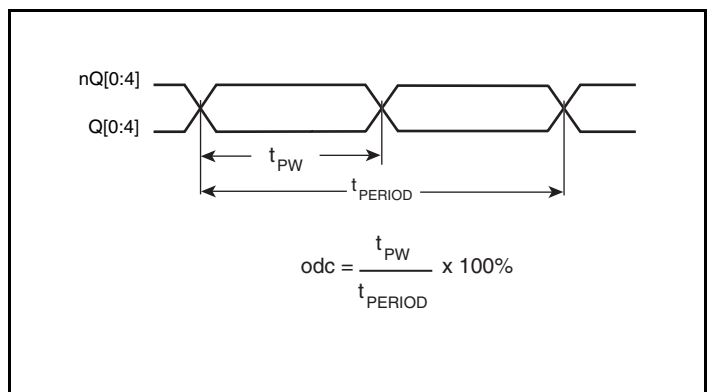 nQ[0:4]
Q[0:4]
tPW
tPERIOD
odc = tPW / tPERIOD x 100%